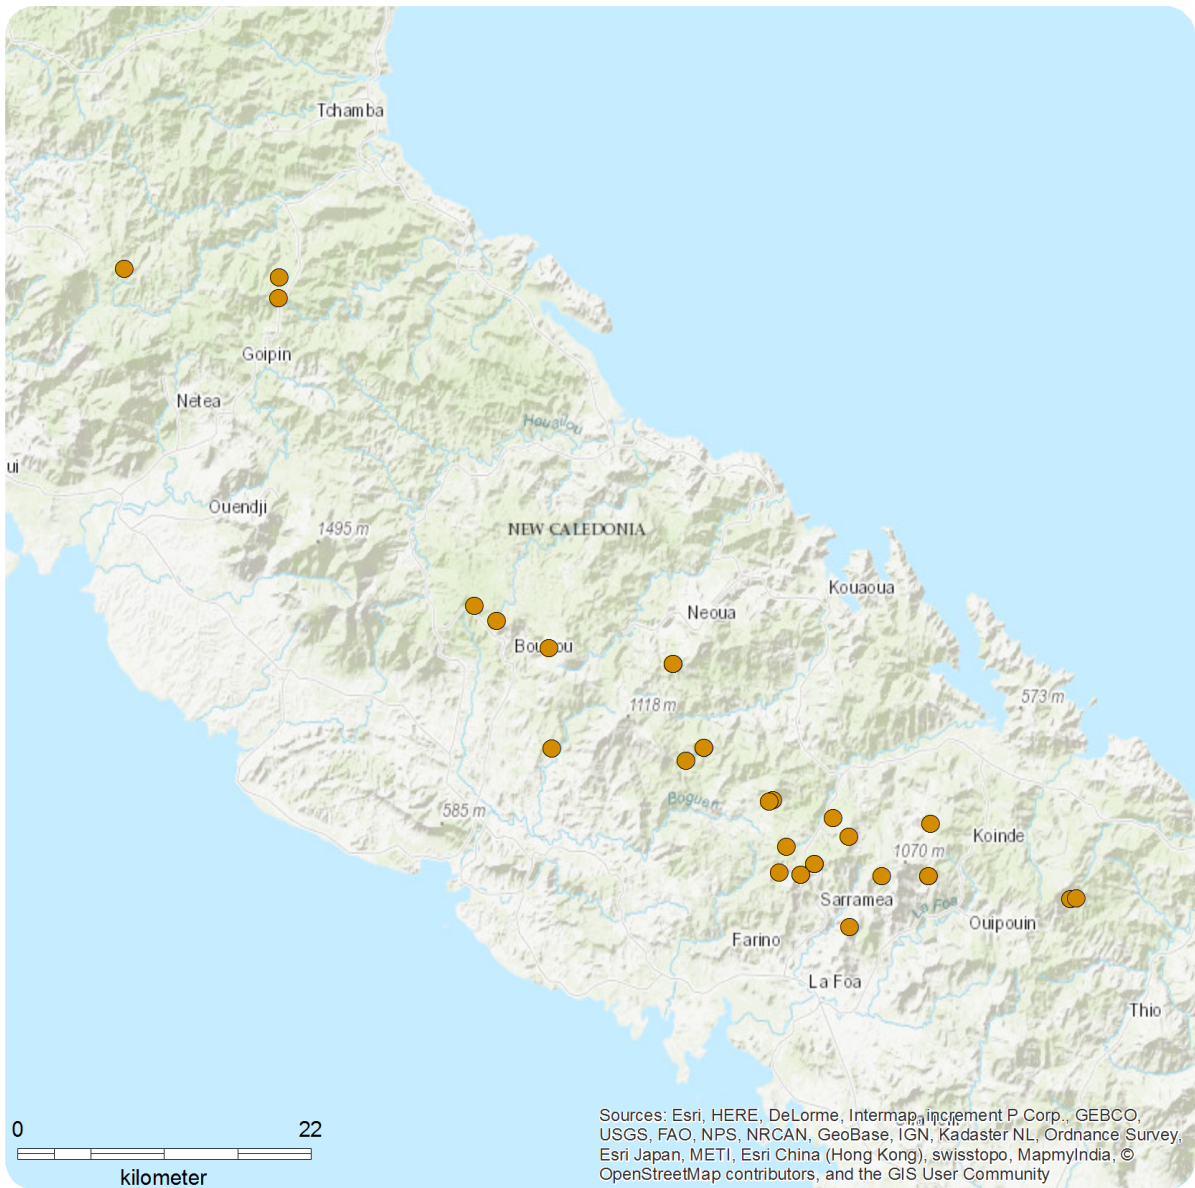 Tchamba
Goipin
Netea
Houaïlou
ui
Ouendji
1495 m
NEW CALEDONIA
Kouaoua
Neoua
1118 m
573 m
Boguen
585 m
Koinde
1070 m
Sarramea
La Foa
Ouipouin
Farino
La Foa
Thio
0 22
kilometer
Sources: Esri, HERE, DeLorme, Intermap, increment P Corp., GEBCO,
USGS, FAO, NPS, NRCAN, GeoBase, IGN, Kadaster NL, Ordnance Survey,
Esri Japan, METI, Esri China (Hong Kong), swisstopo, MapmyIndia, ©
OpenStreetMap contributors, and the GIS User Community